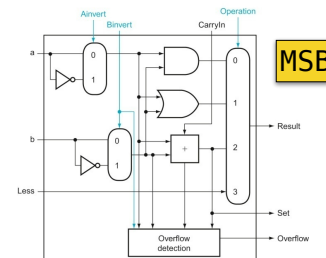 Ainvert
Binvert
Operation
CarryIn
a
0
1
0
1
b
0
1
+
2
Less
3
Result
Set
Overflow detection
Overflow
MSB